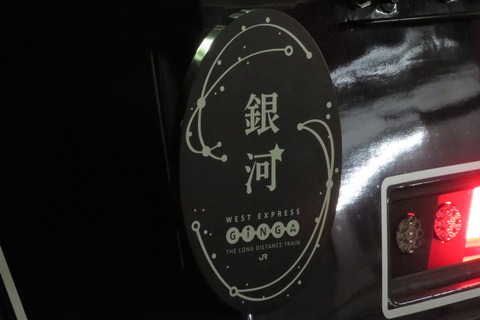 銀河
WEST EXPRESS
GINGA
THE LONG DISTANCE TRAIN
JR